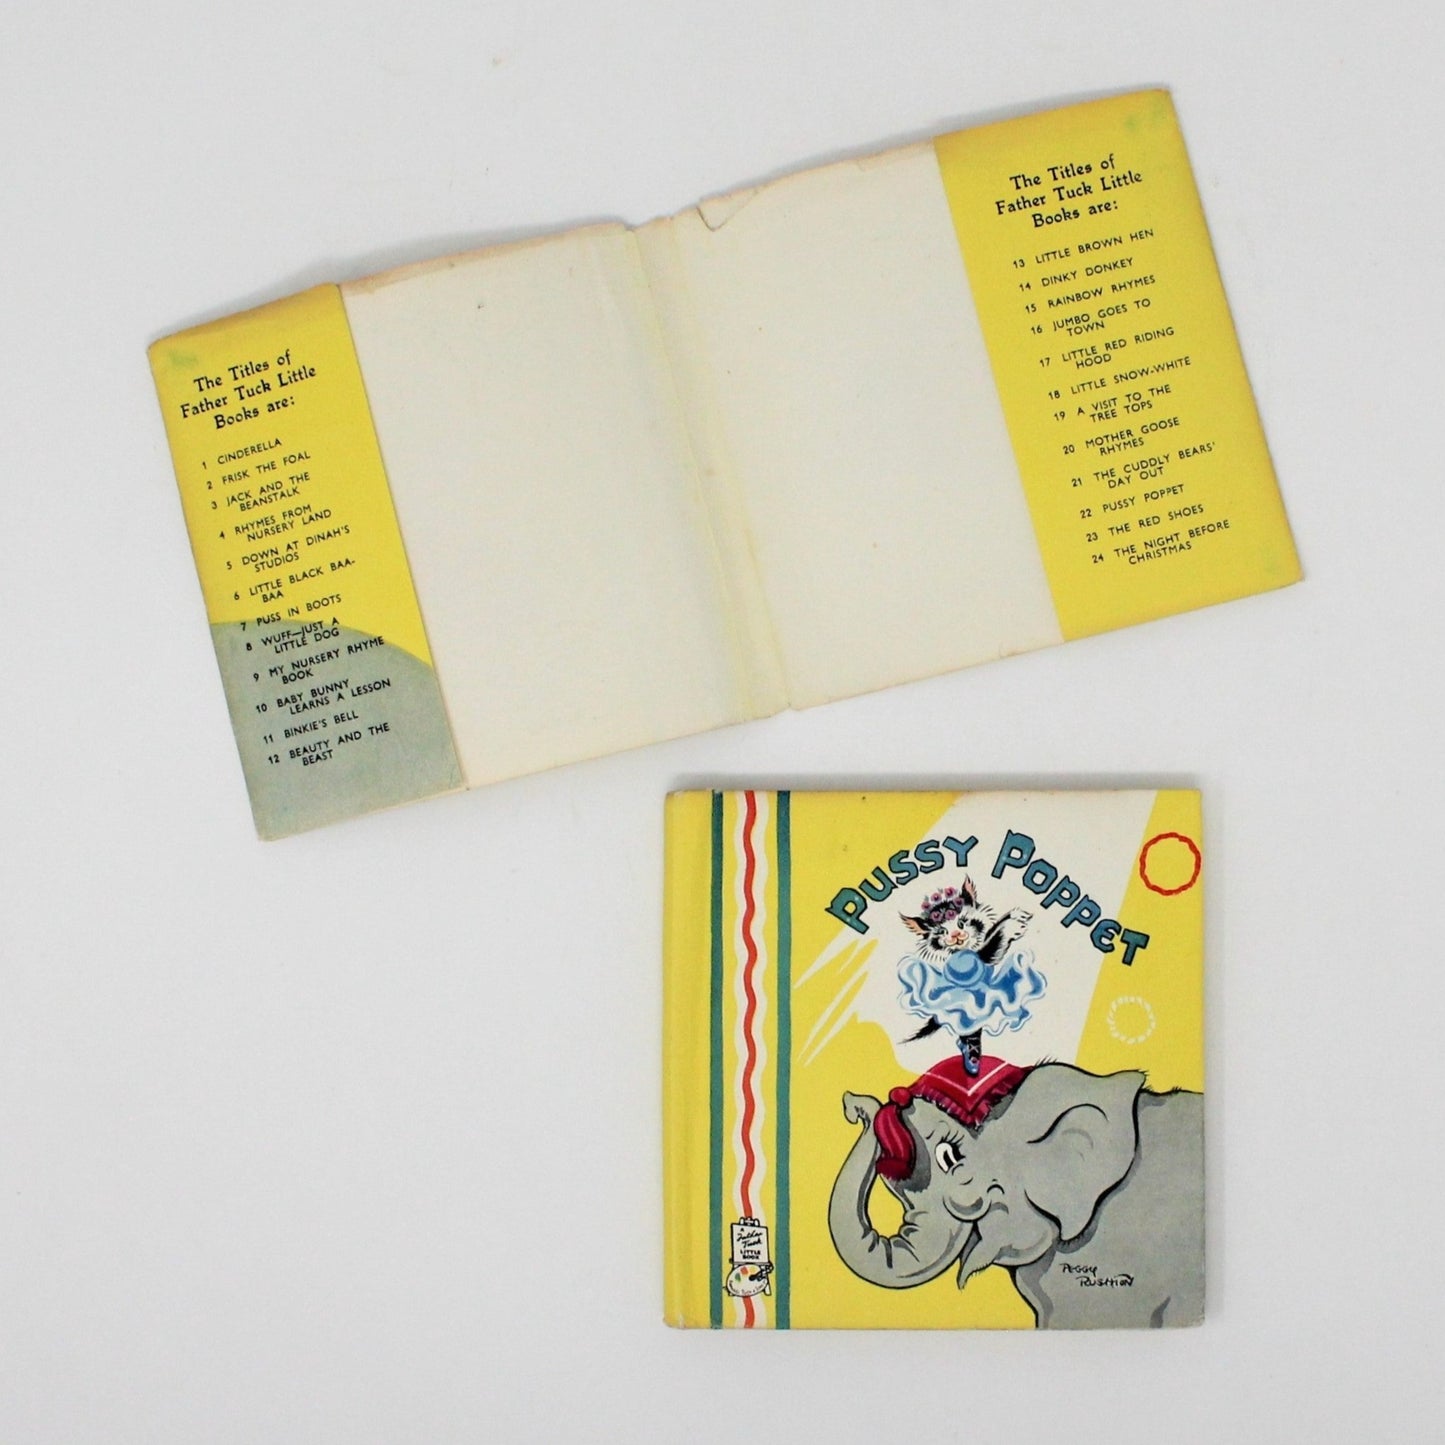 The Titles of
Father Tuck Little
Books are:
1 CINDERELLA
2 FRISK THE FOAL
3 JACK AND THE
BEANSTALK
4 RHYMES FROM
NURSERY LAND
5 DOWN AT DINAH'S
STUDIOS
6 LITTLE BLACK BAA-
BAA
7 PUSS IN BOOTS
8 WUFF—JUST A
LITTLE DOG
9 MY NURSERY RHYME
BOOK
10 BABY BUNNY
LEARNS A LESSON
11 BINKIE'S BELL
12 BEAUTY AND THE
BEAST
The Titles of
Father Tuck Little
Books are:
13 LITTLE BROWN HEN
14 DINKY DONKEY
15 RAINBOW RHYMES
16 JUMBO GOES TO
TOWN
17 LITTLE RED RIDING
HOOD
18 LITTLE SNOW-WHITE
19 A VISIT TO THE
TREE TOPS
20 MOTHER GOOSE
RHYMES
21 THE CUDDLY BEARS'
DAY OUT
22 PUSSY POPPET
23 THE RED SHOES
24 THE NIGHT BEFORE
CHRISTMAS
PUSSY POPPET
A
Father
Tuck
LITTLE
BOOK
PEGGY
RUSHTON